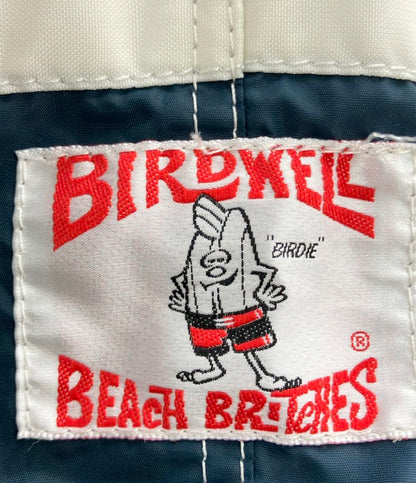 BIRDWELL
"BIRDIE"
®
BEACH BRITCHES